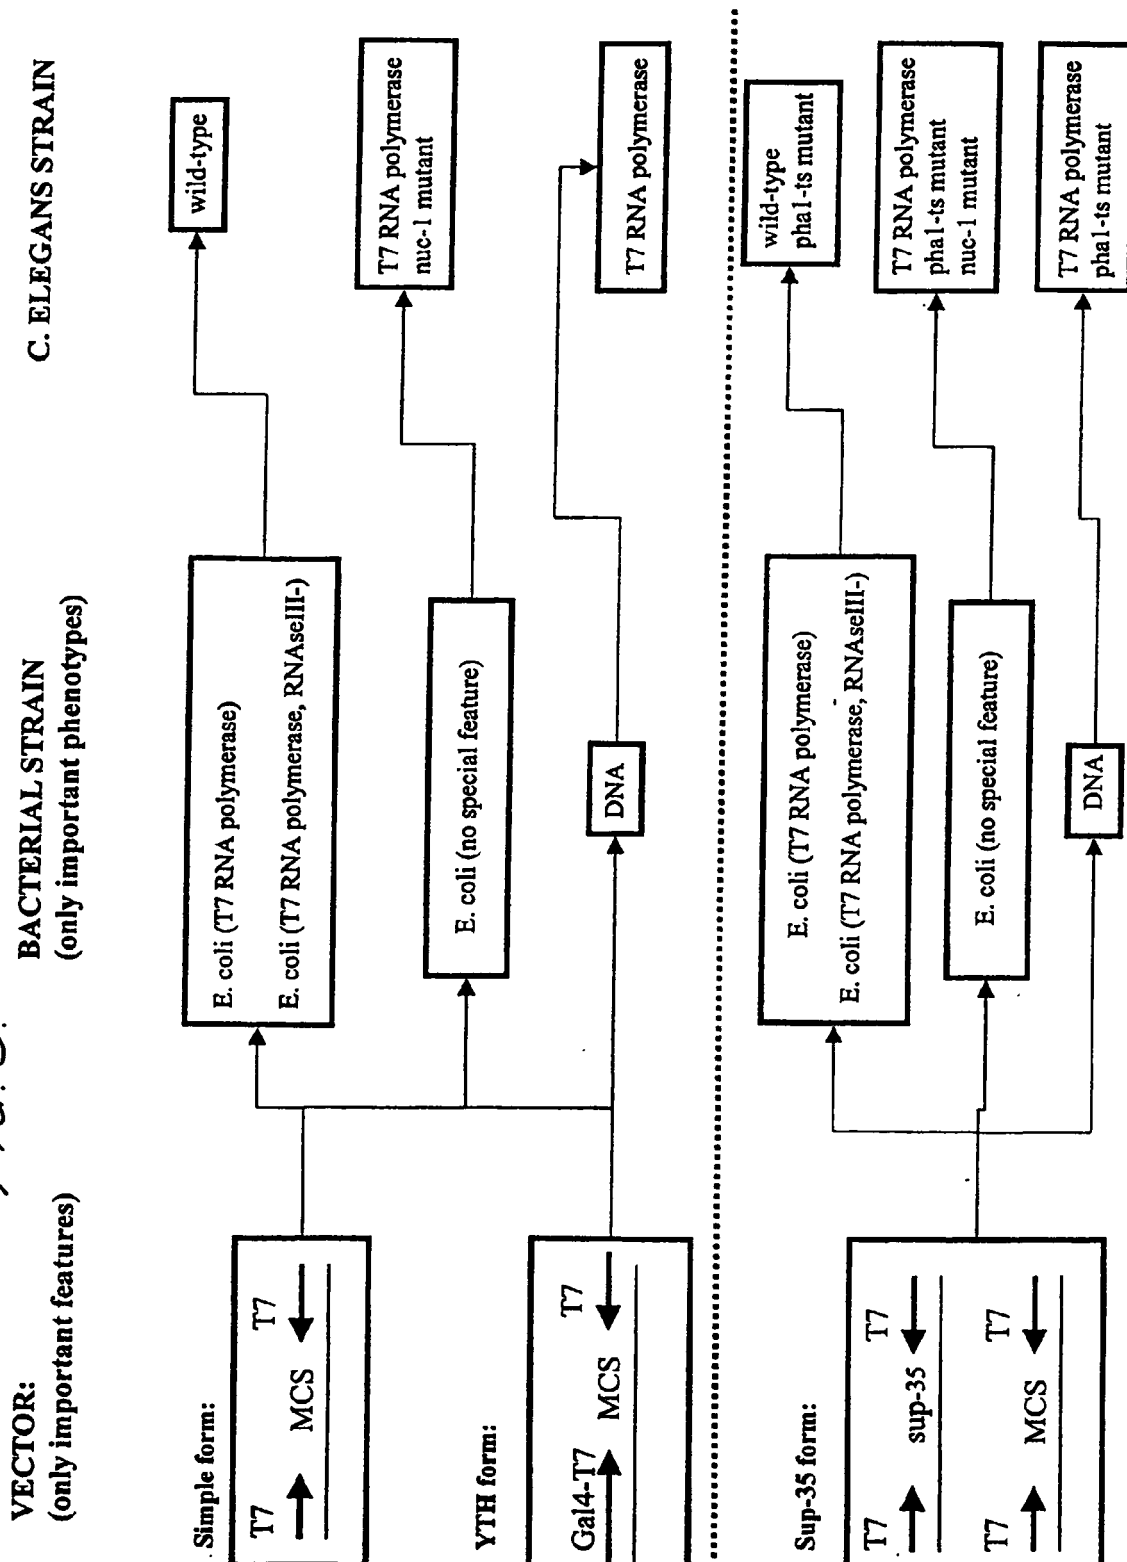 VECTOR:
(only important features)
BACTERIAL STRAIN
(only important phenotypes)
C. ELEGANS STRAIN
Simple form:
T7
T7
MCS
YTH form:
Gal4-T7
T7
MCS
E. coli (T7 RNA polymerase)
E. coli (T7 RNA polymerase, RNAseIII-)
E. coli (no special feature)
DNA
wild-type
T7 RNA polymerase
nuc-1 mutant
T7 RNA polymerase
Sup-35 form:
T7
T7
sup-35
T7
T7
MCS
E. coli (T7 RNA polymerase)
E. coli (T7 RNA polymerase, RNAseIII-)
E. coli (no special feature)
DNA
wild-type
pha1-ts mutant
T7 RNA polymerase
pha1-ts mutant
nuc-1 mutant
T7 RNA polymerase
pha1-ts mutant